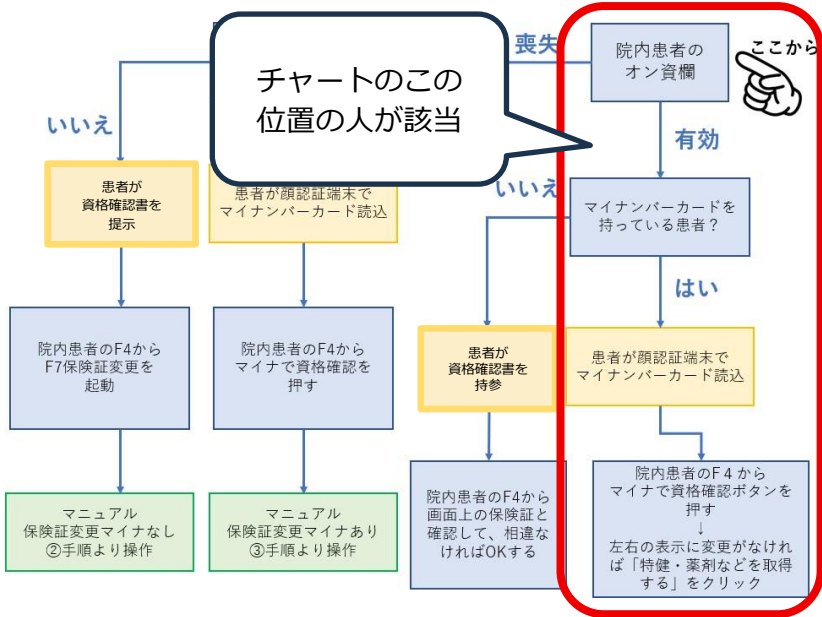 チャートのこの
位置の人が該当
喪失
院内患者の
オン資欄
ここから
いいえ
有効
患者が
資格確認書を
提示
患者が顔認証端末で
マイナンバーカード読込
いいえ
マイナンバーカードを
持っている患者？
はい
院内患者のF4から
F7保険証変更を
起動
院内患者のF4から
マイナで資格確認を
押す
患者が
資格確認書を
持参
患者が顔認証端末で
マイナンバーカード読込
マニュアル
保険証変更マイナなし
②手順より操作
マニュアル
保険証変更マイナあり
③手順より操作
院内患者のF4から
画面上の保険証と
確認して、相違な
ければOKする
院内患者のF４から
マイナで資格確認ボタンを
押す
↓
左右の表示に変更がなけれ
ば「特健・薬剤などを取得
する」をクリック